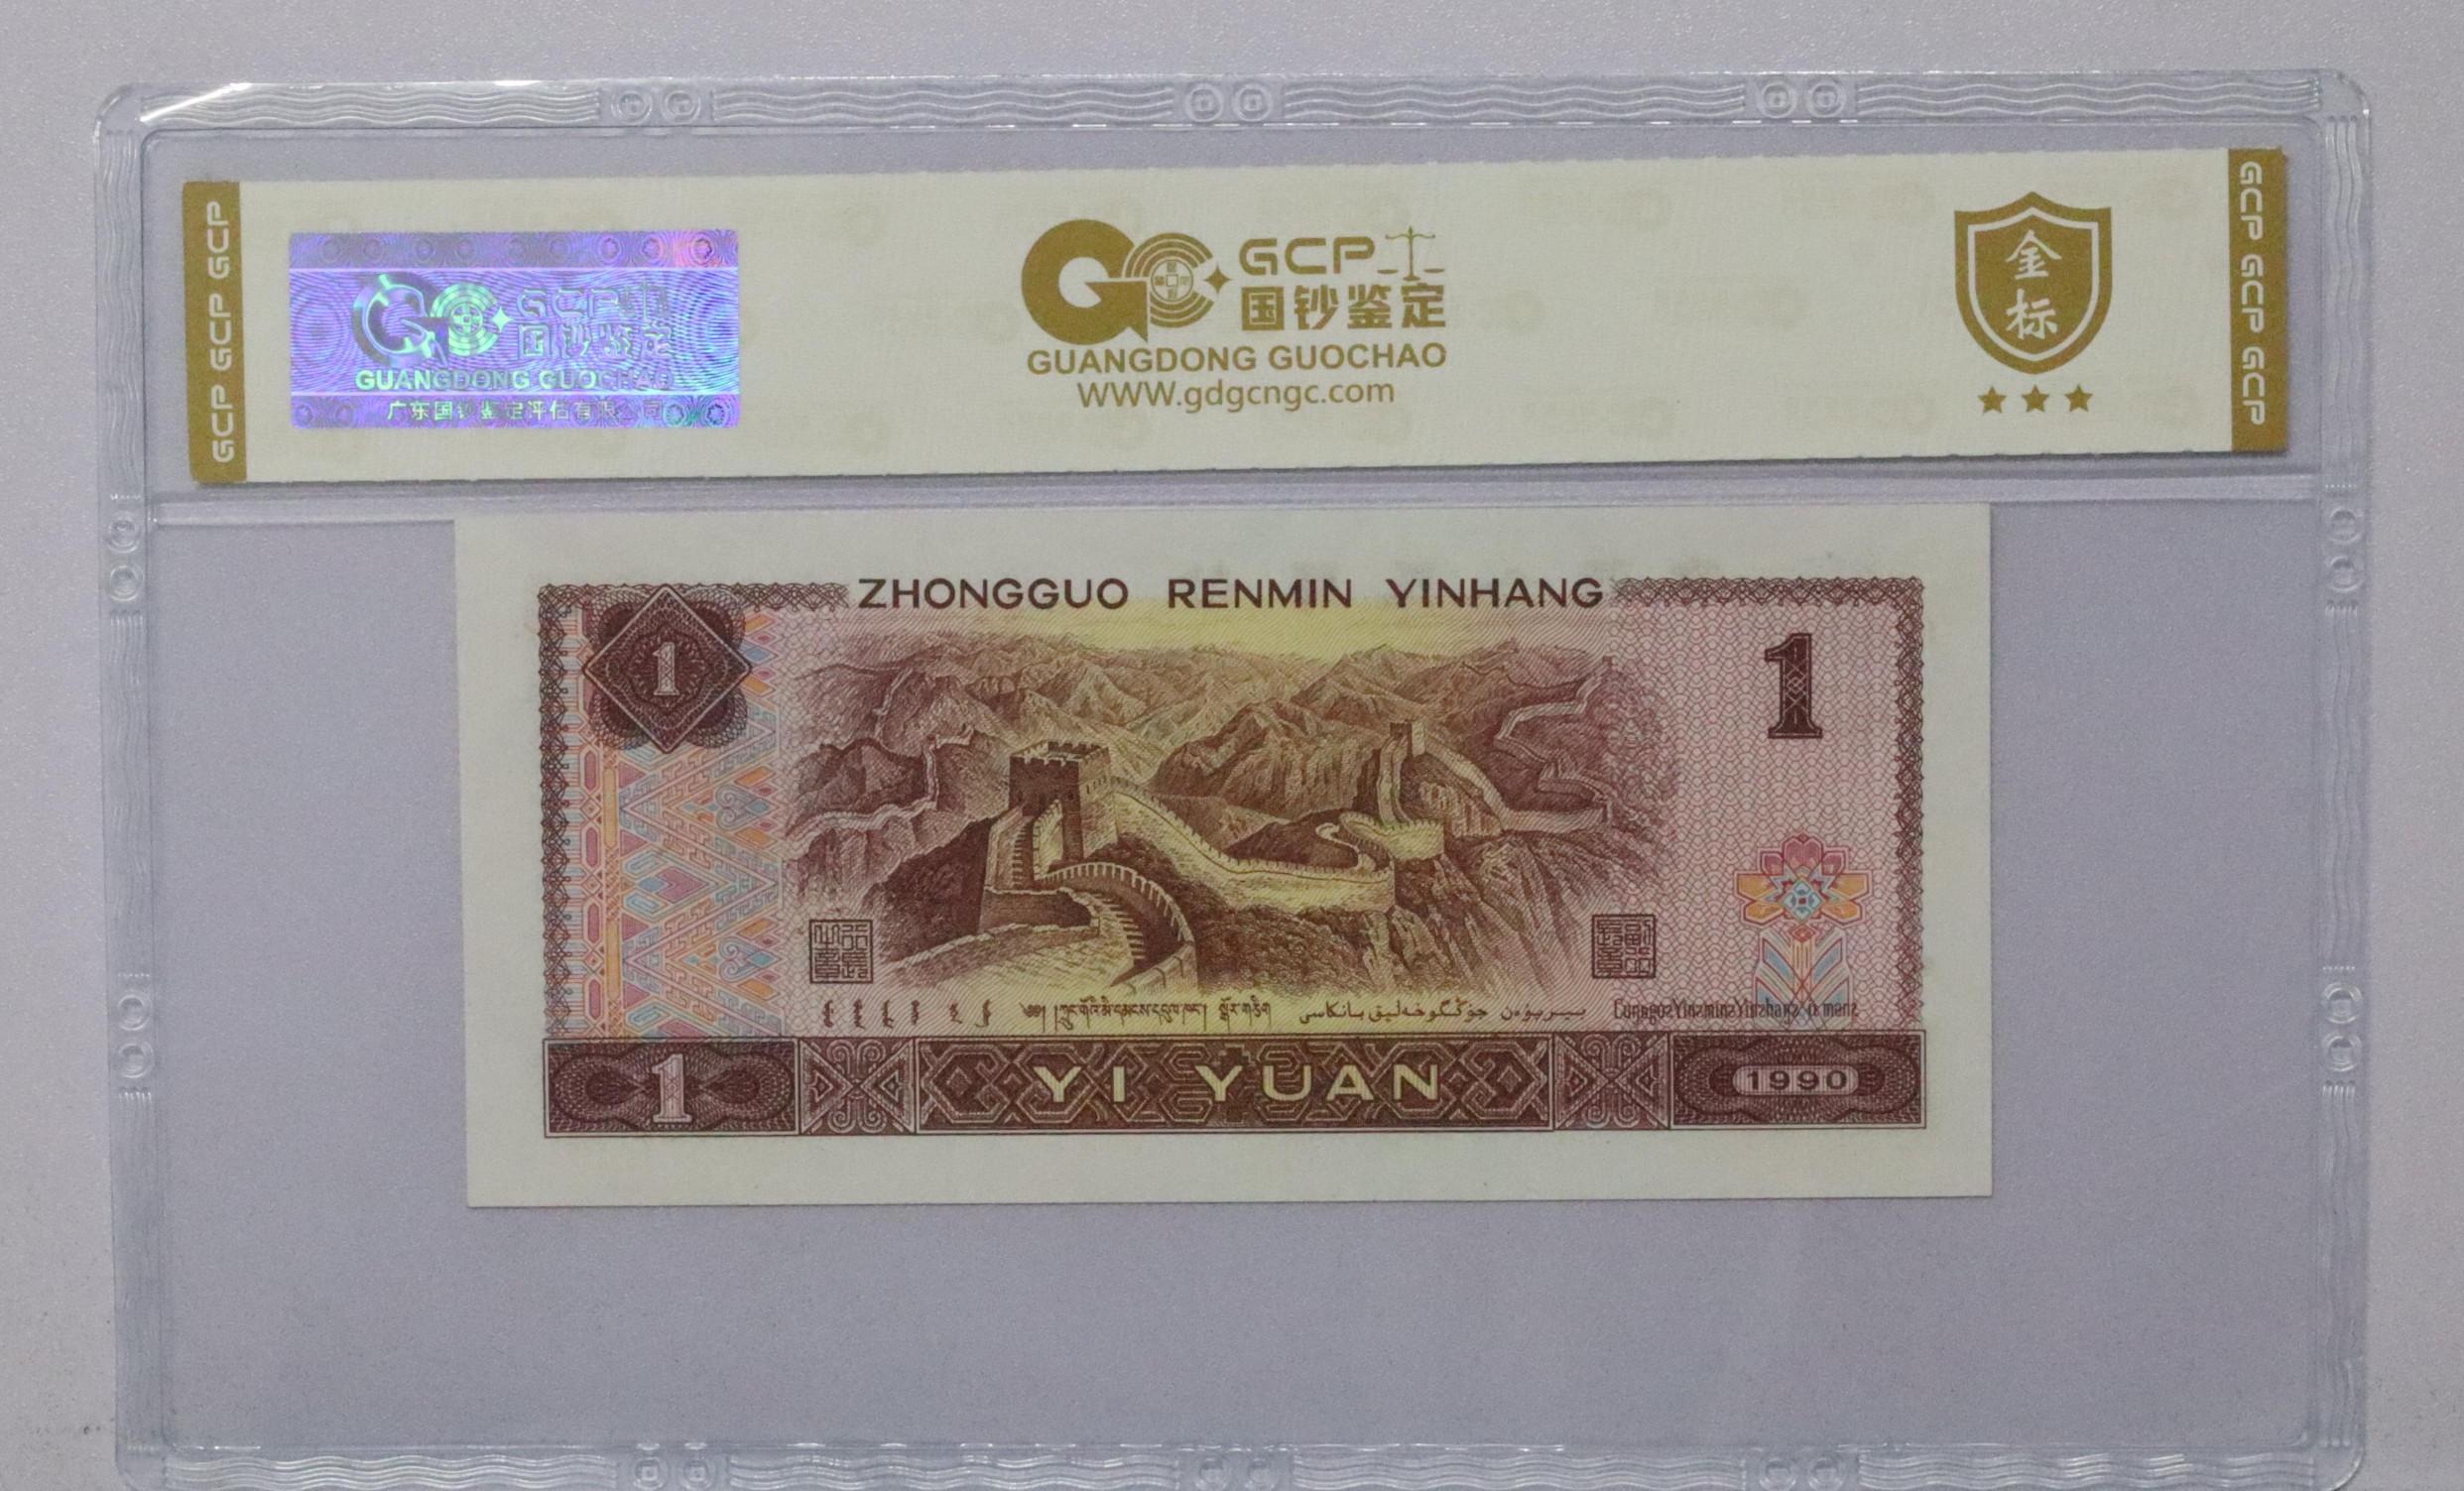 GCP GCP GCP
GCP
国钞鉴定
GUANGDONG GUOCHAO
广东国钞鉴定评估有限公司
GCP
国钞鉴定
GUANGDONG GUOCHAO
WWW.gdgcngc.com
金
标
GCP GCP GCP
ZHONGGUO RENMIN YINHANG
1
1
1
YI YUAN
1990